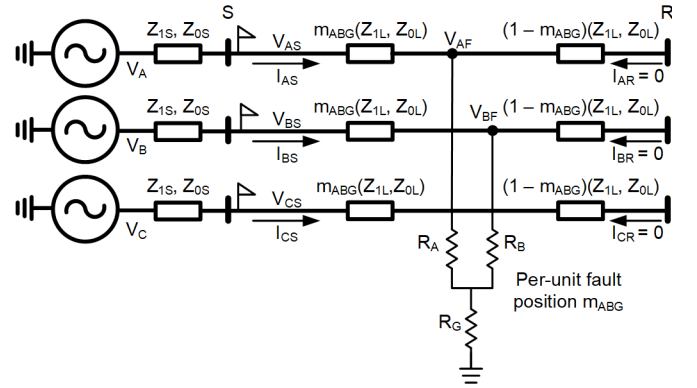 S
R
Z1S, Z0S
VAS
mABG(Z1L, Z0L)
VAF
(1 – mABG)(Z1L, Z0L)
VA
IAS
IAR = 0
Z1S, Z0S
VBS
mABG(Z1L, Z0L)
VBF
(1 – mABG)(Z1L, Z0L)
VB
IBS
IBR = 0
Z1S, Z0S
VCS
mABG(Z1L,Z0L)
(1 – mABG)(Z1L, Z0L)
VC
ICS
ICR = 0
RA
RB
Per-unit fault
position mABG
RG